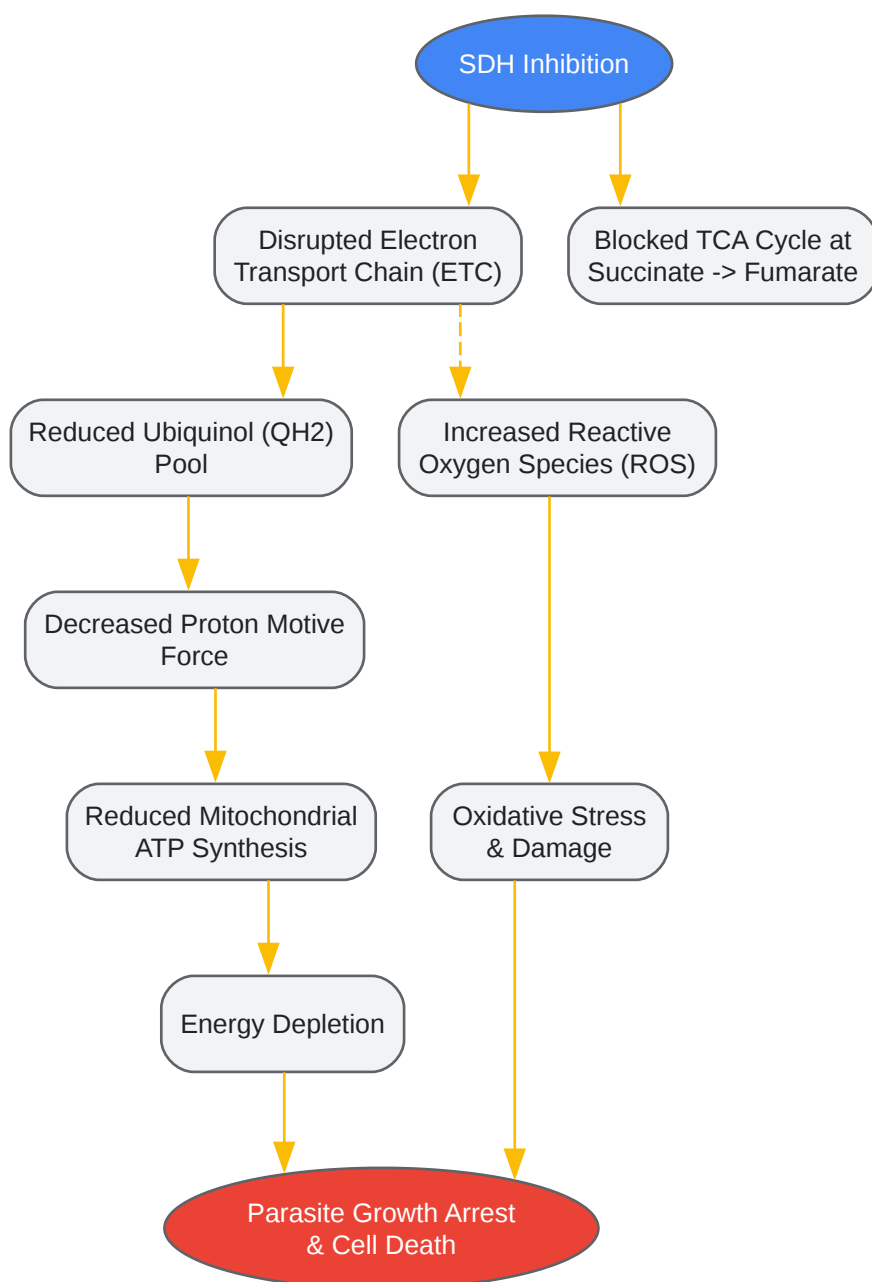 SDH Inhibition
Disrupted Electron
Transport Chain (ETC)
Blocked TCA Cycle at
Succinate -> Fumarate
Reduced Ubiquinol (QH2)
Pool
Increased Reactive
Oxygen Species (ROS)
Decreased Proton Motive
Force
Reduced Mitochondrial
ATP Synthesis
Oxidative Stress
& Damage
Energy Depletion
Parasite Growth Arrest
& Cell Death